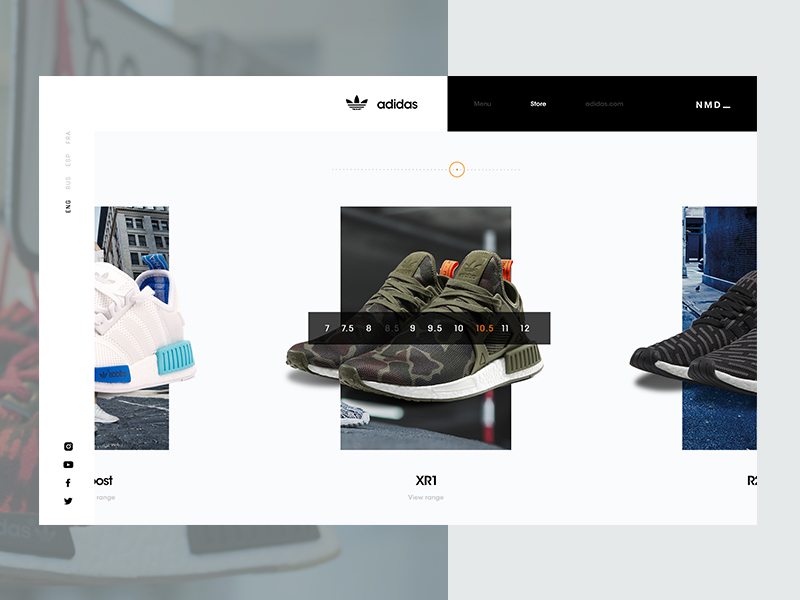 adidas
Menu
Store
adidas.com
NMD_
FRA
ESP
RUS
ENG
7 7.5 8 8.5 9 9.5 10 10.5 11 12
oost
XR1
R2
range
View range